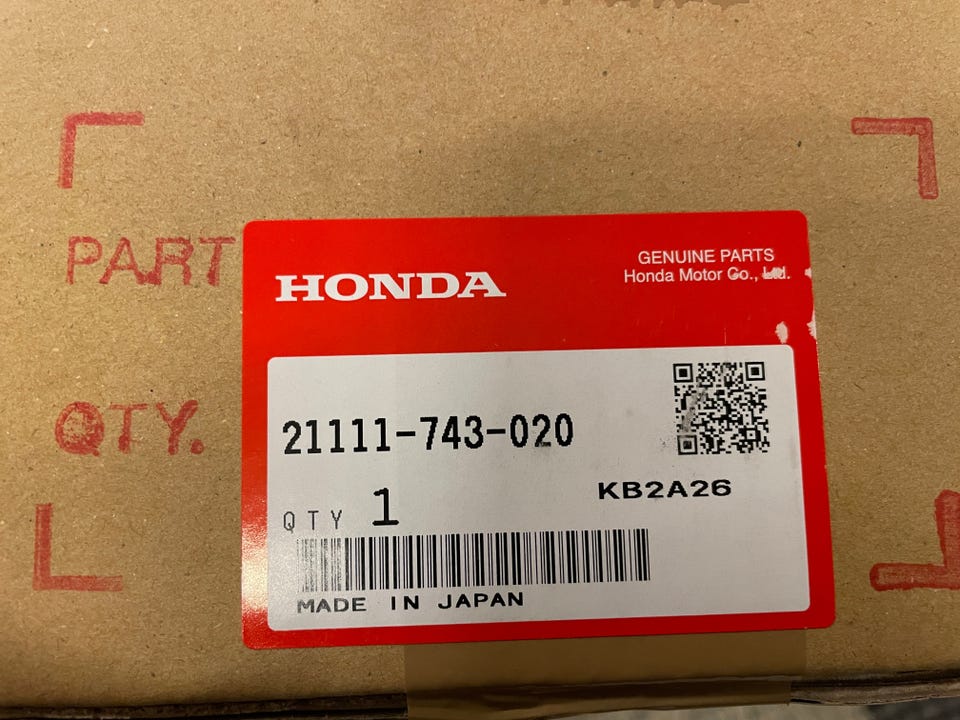 PART
QTY.
HONDA
GENUINE PARTS
Honda Motor Co., Ltd.
21111-743-020
KB2A26
QTY 1
MADE IN JAPAN